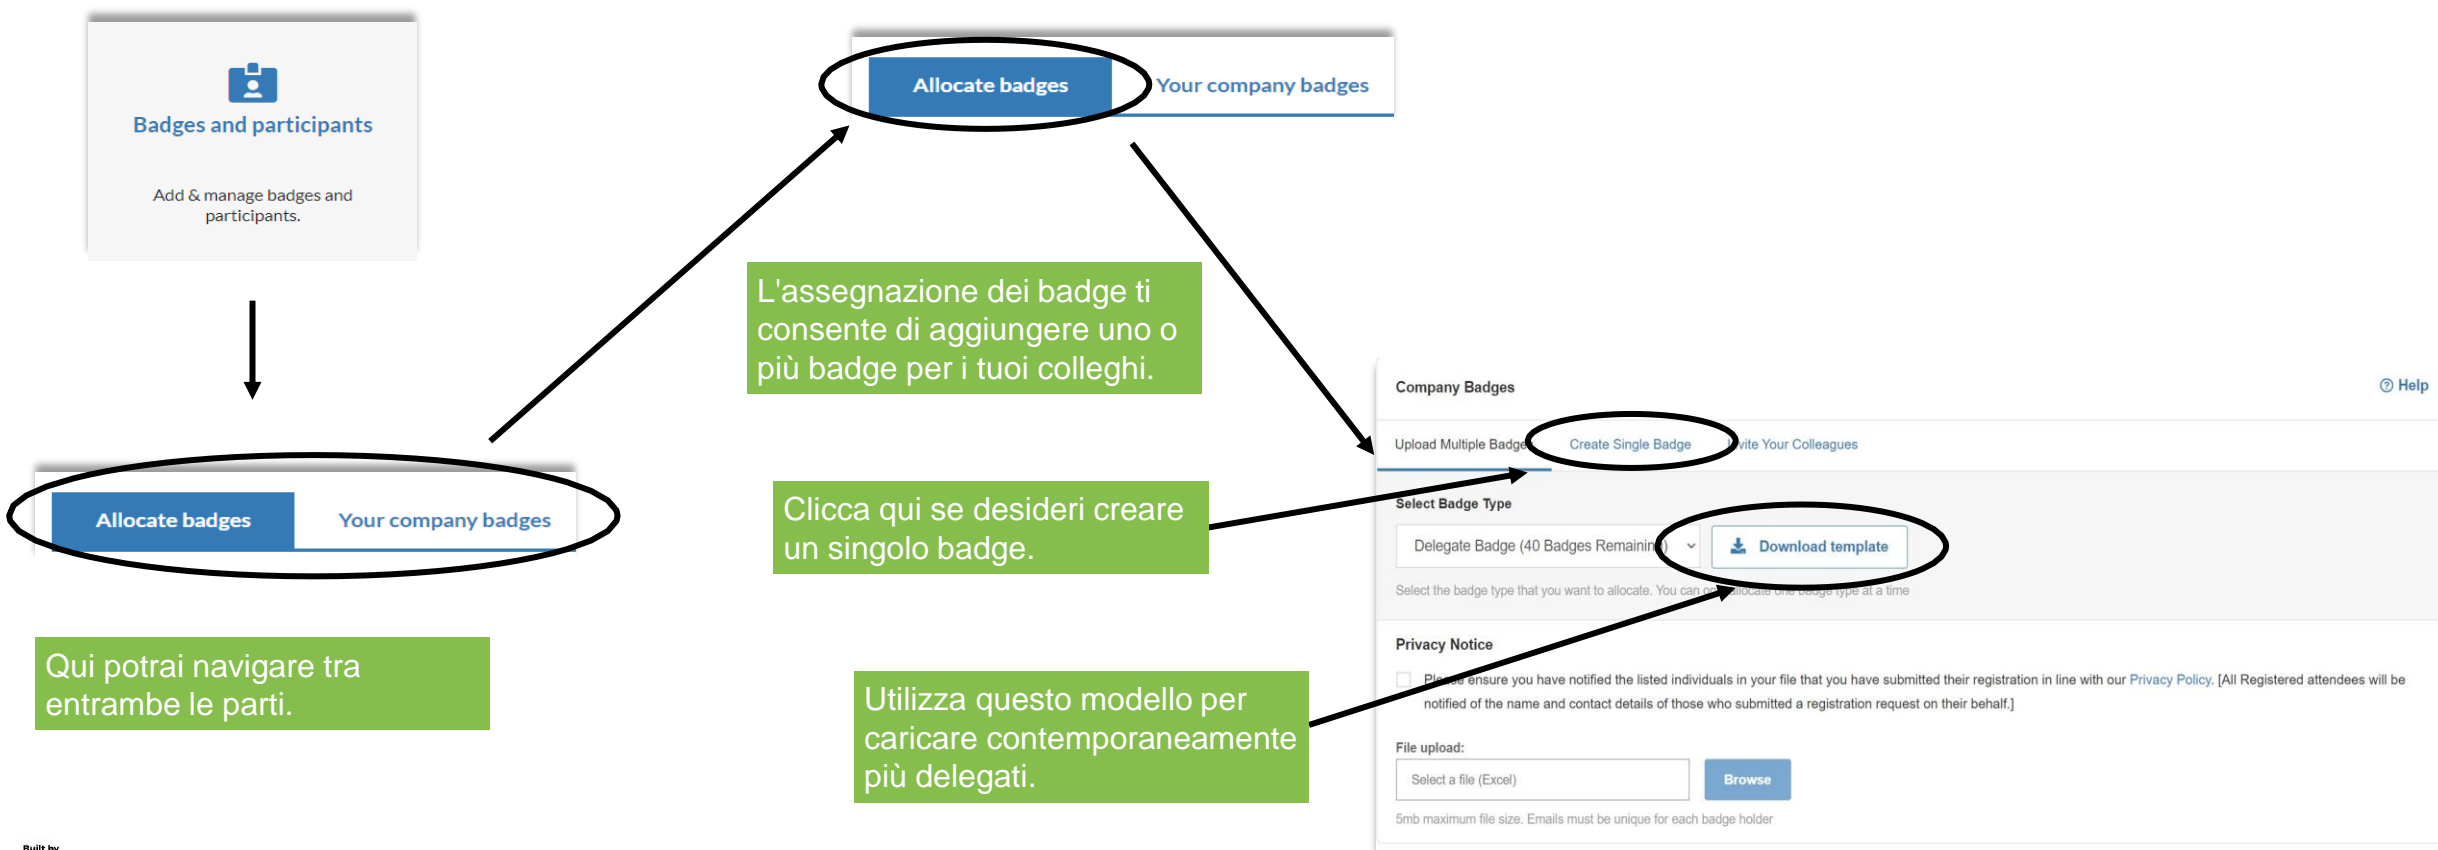 Badges and participants
Add & manage badges and
participants.
Allocate badges
Your company badges
Qui potrai navigare tra
entrambe le parti.
Allocate badges
Your company badges
L'assegnazione dei badge ti
consente di aggiungere uno o
più badge per i tuoi colleghi.
Clicca qui se desideri creare
un singolo badge.
Utilizza questo modello per
caricare contemporaneamente
più delegati.
Company Badges
Help
Upload Multiple Badges
Create Single Badge
Invite Your Colleagues
Select Badge Type
Delegate Badge (40 Badges Remaining)
Download template
Select the badge type that you want to allocate. You can only allocate one badge type at a time
Privacy Notice
Please ensure you have notified the listed individuals in your file that you have submitted their registration in line with our Privacy Policy. [All Registered attendees will be
notified of the name and contact details of those who submitted a registration request on their behalf.]
File upload:
Select a file (Excel)
Browse
5mb maximum file size. Emails must be unique for each badge holder
Built by